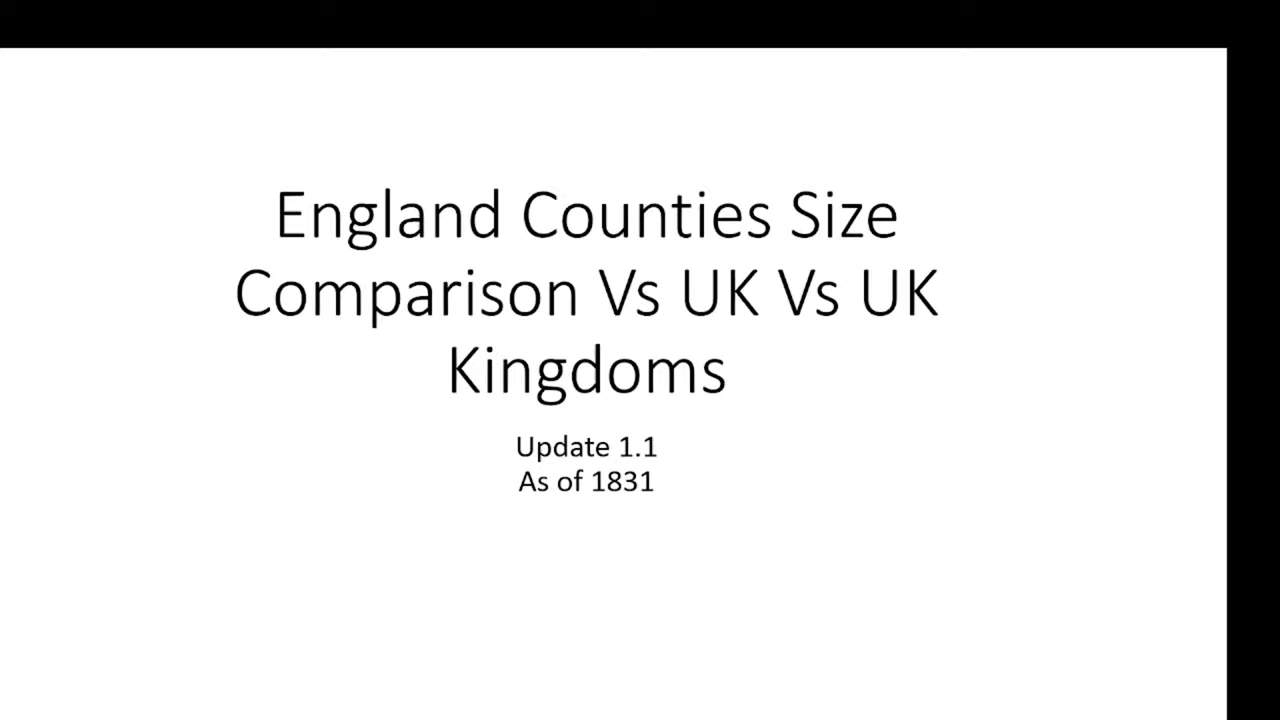 England Counties Size
Comparison Vs UK Vs UK
Kingdoms
Update 1.1
As of 1831